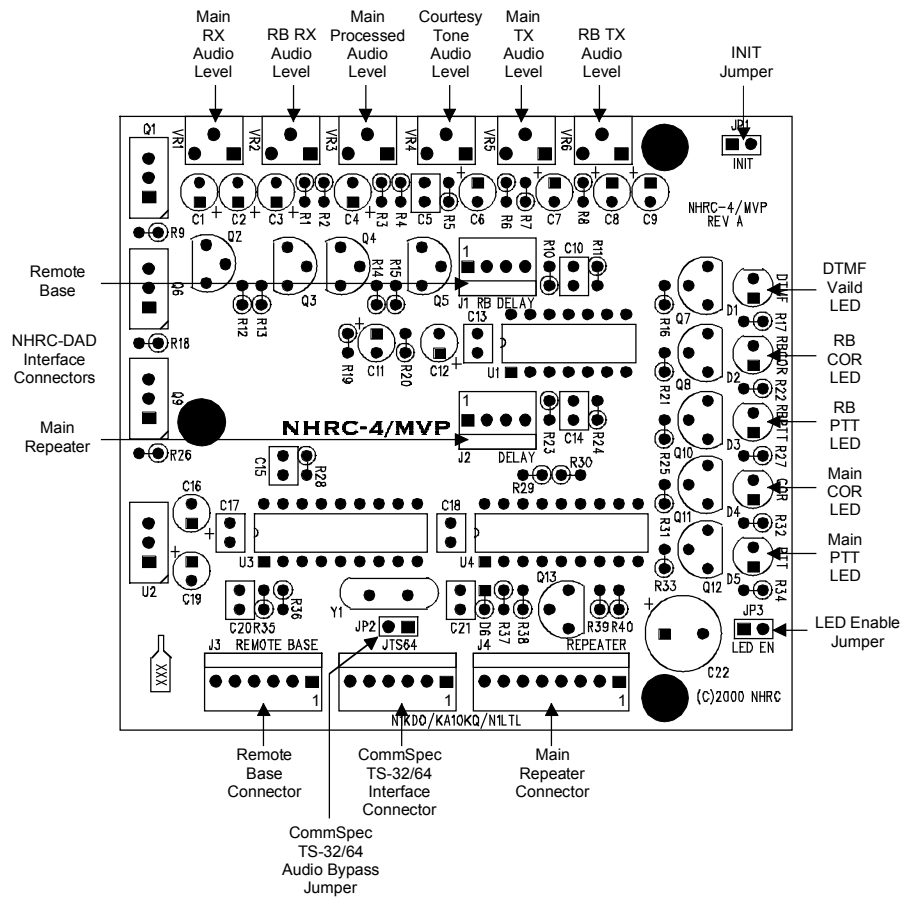 Main
RX
Audio
Level
RB RX
Audio
Level
Main
Processed
Audio
Level
Courtesy
Tone
Audio
Level
Main
TX
Audio
Level
RB TX
Audio
Level
INIT
Jumper
Q1
VR1
VR2
VR3
VR4
VR5
VR6
JP1
INIT
C1
C2
C3
R1
R2
C4
R3
R4
C5
R5
C6
R6
R7
C7
R8
C8
C9
NHRC-4/MVP
REV A
R9
Q2
Q4
Remote
Base
Q6
R12
R13
Q3
R14
R15
Q5
1
J1 RB DELAY
R10
C10
R11
R16
Q7
D1
DTMF
R17
DTMF
Vaild
LED
NHRC-DAD
Interface
Connectors
R18
R19
C11
R20
C12
C13
U1
R21
Q8
D2
RBCOR
R22
RB
COR
LED
Q9
Main
Repeater
NHRC-4/MVP
1
J2 DELAY
R23
C14
R24
R25
Q10
D3
RBPTT
R27
RB
PTT
LED
R26
C15
R28
R29
R30
Main
COR
LED
C16
C17
U3
C18
U4
R31
Q11
D4
COR
R32
Main
PTT
LED
U2
C19
R33
Q12
D5
PTT
R34
C20
R35
R36
Y1
JP2
C21
D6
R37
R38
Q13
R39
R40
C22
JP3
LED EN
LED Enable
Jumper
XXX
J3 REMOTE BASE
1
JTS64
1
J4 REPEATER
1
(C)2000 NHRC
N1KDO/KA1OKQ/N1LTL
Remote
Base
Connector
CommSpec
TS-32/64
Interface
Connector
Main
Repeater
Connector
CommSpec
TS-32/64
Audio Bypass
Jumper